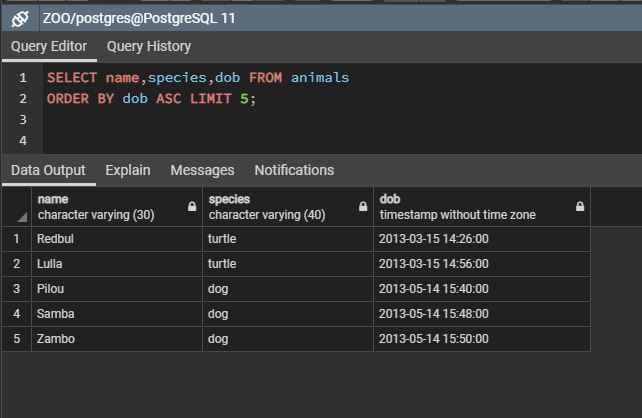 ZOO/postgres@PostgreSQL 11
Query Editor Query History
1 SELECT name,species,dob FROM animals
2 ORDER BY dob ASC LIMIT 5;
3
4
Data Output Explain Messages Notifications
name species dob
character varying (30) character varying (40) timestamp without time zone
1 Redbul turtle 2013-03-15 14:26:00
2 Lulla turtle 2013-03-15 14:56:00
3 Pilou dog 2013-05-14 15:40:00
4 Samba dog 2013-05-14 15:48:00
5 Zambo dog 2013-05-14 15:50:00